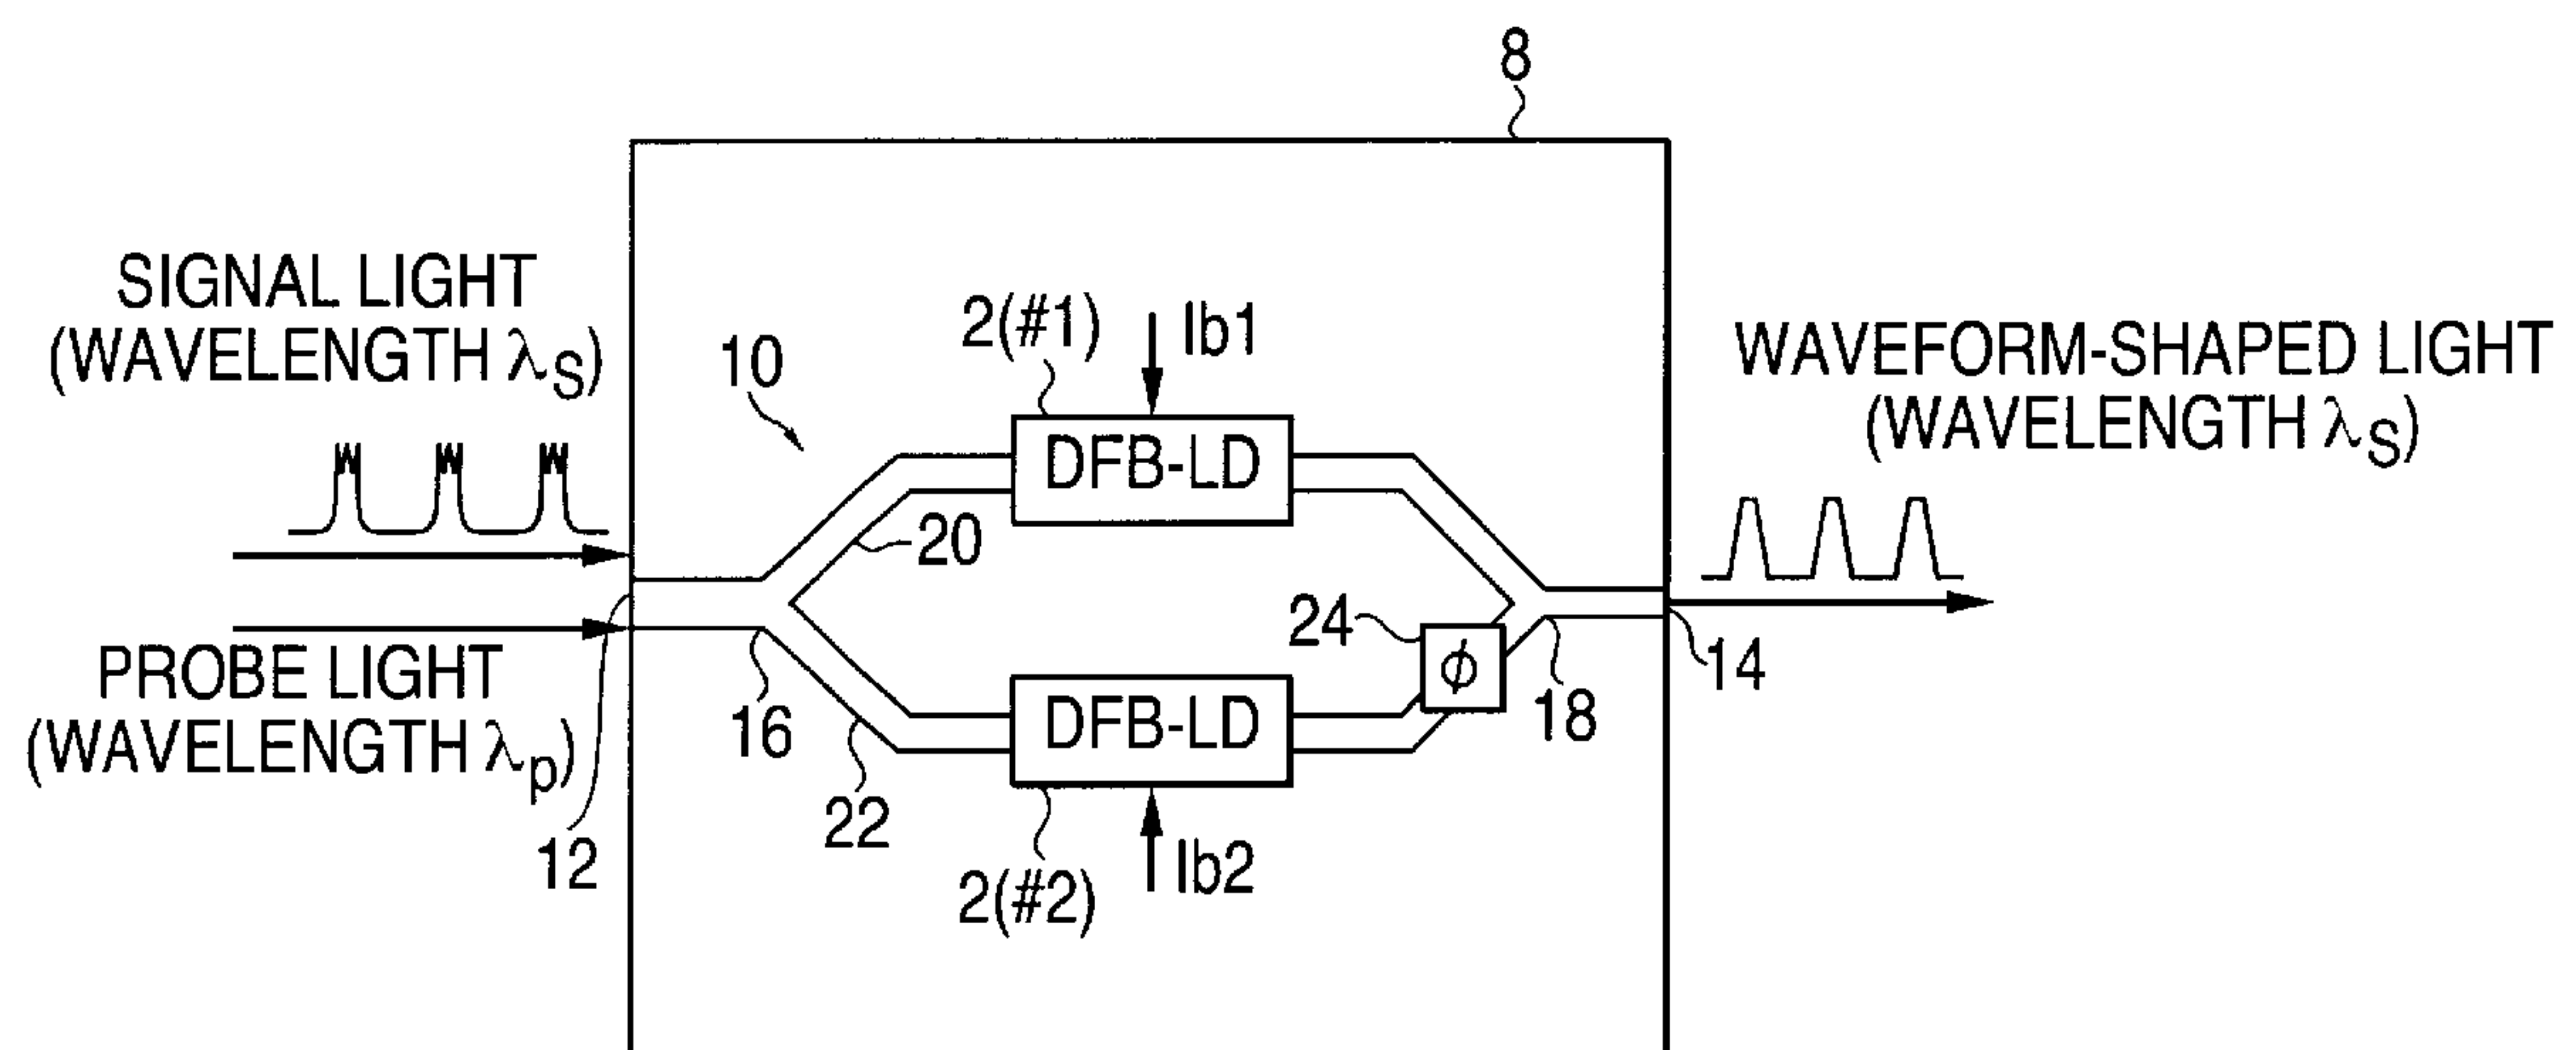 8
SIGNAL LIGHT
(WAVELENGTH λS)
2(#1)
Ib1
10
DFB-LD
20
WAVEFORM-SHAPED LIGHT
(WAVELENGTH λS)
PROBE LIGHT
(WAVELENGTH λp)
12
16
22
DFB-LD
2(#2)
Ib2
24
ϕ
18
14